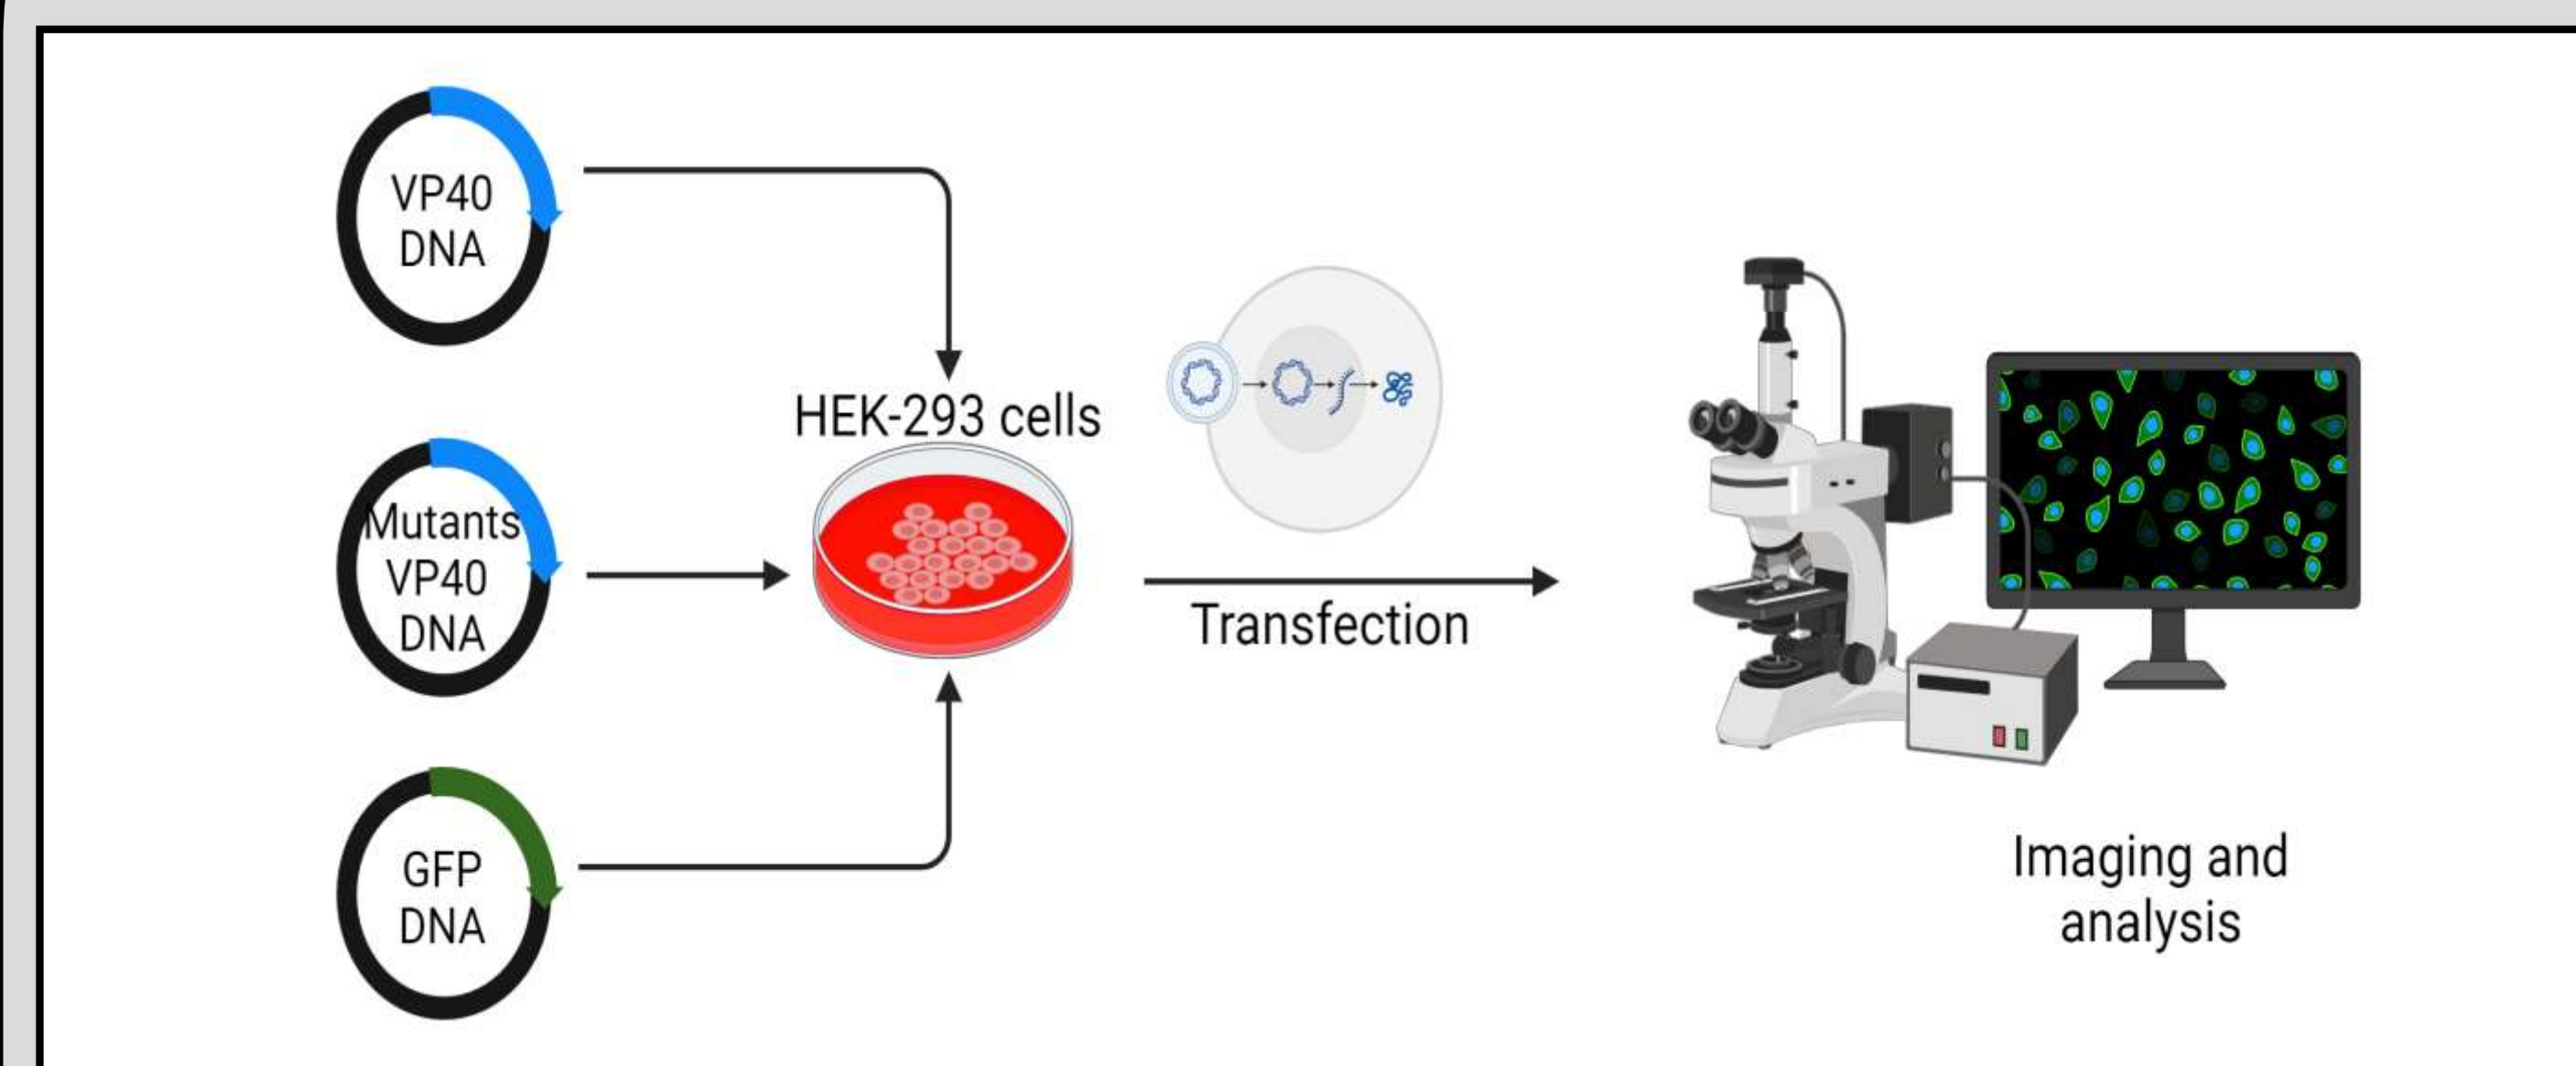 VP40
DNA
HEK-293 cells
Mutants
VP40
DNA
Transfection
GFP
DNA
Imaging and
analysis